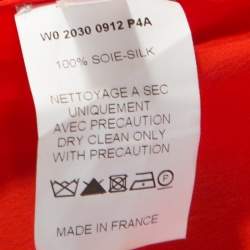 W0 2030 0912 P4A
100% SOIE-SILK
NETTOYAGE A SEC
UNIQUEMENT
AVEC PRECAUTION
DRY CLEAN ONLY
WITH PRECAUTION
MADE IN FRANCE